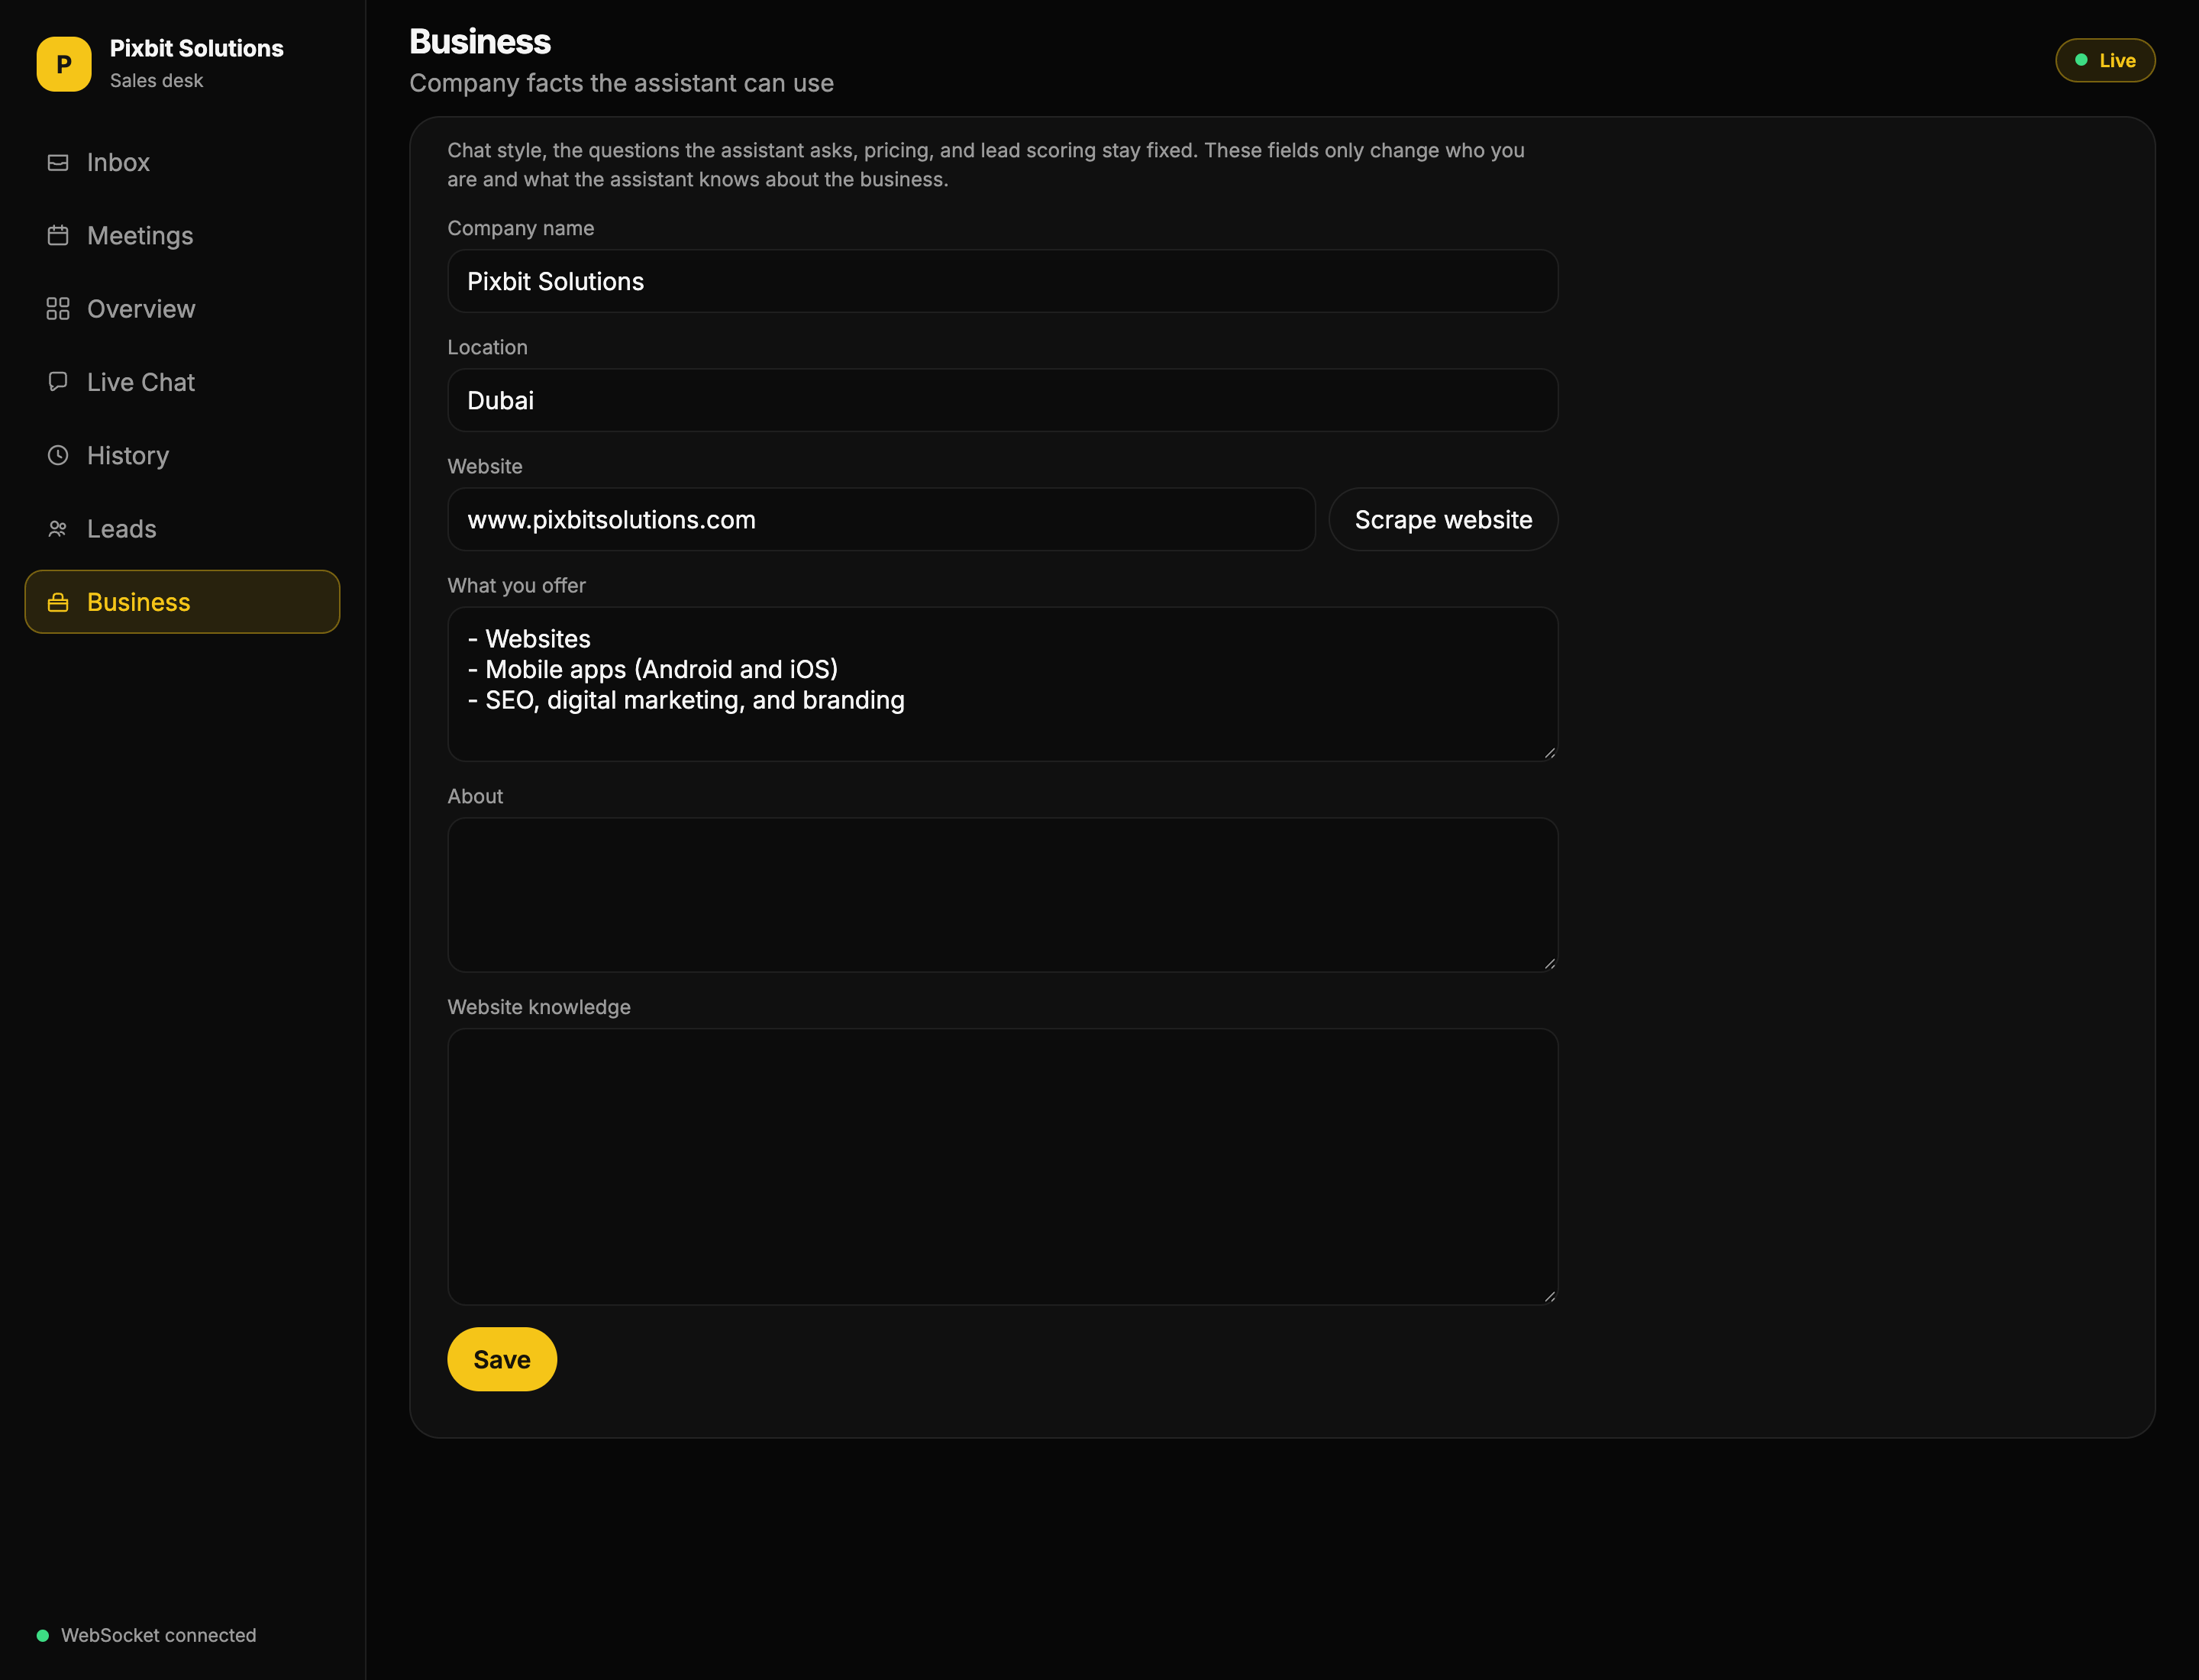 P
Pixbit Solutions
Sales desk
Inbox
Meetings
Overview
Live Chat
History
Leads
Business
WebSocket connected
Business
Company facts the assistant can use
Live
Chat style, the questions the assistant asks, pricing, and lead scoring stay fixed. These fields only change who you
are and what the assistant knows about the business.
Company name
Pixbit Solutions
Location
Dubai
Website
www.pixbitsolutions.com
Scrape website
What you offer
- Websites
- Mobile apps (Android and iOS)
- SEO, digital marketing, and branding
About
Website knowledge
Save